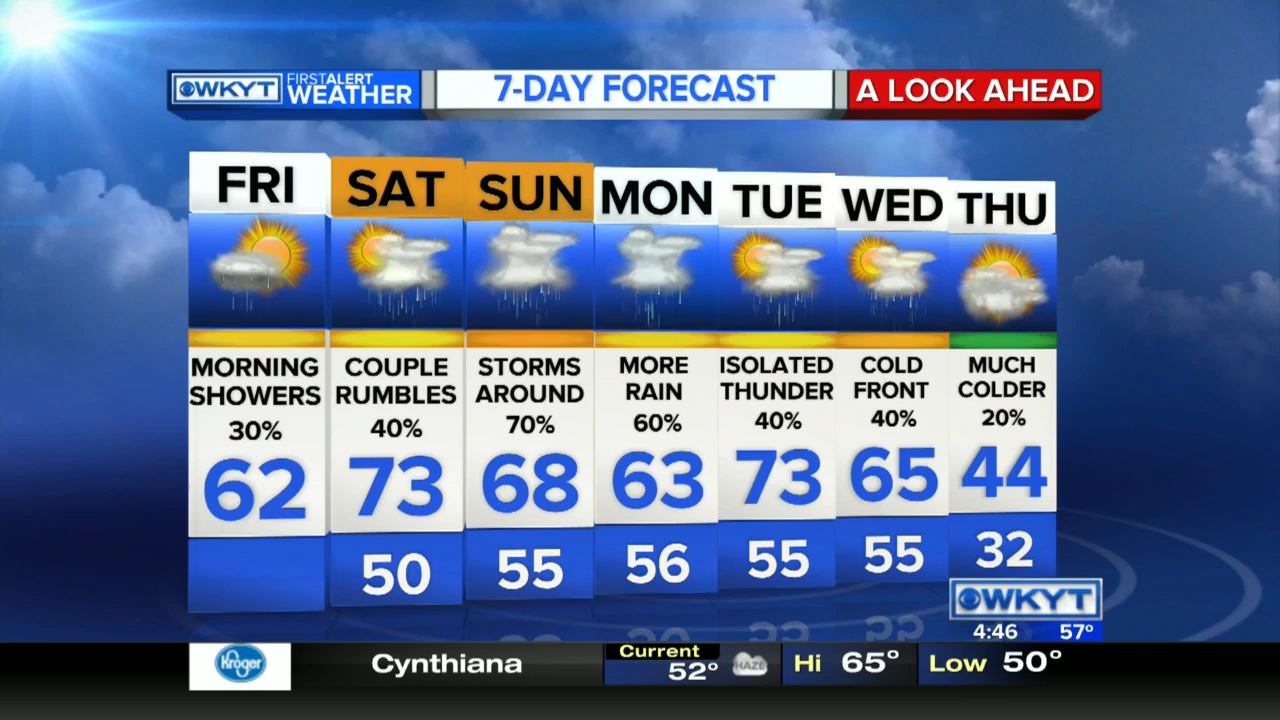 WKYT FIRST ALERT WEATHER
7-DAY FORECAST
A LOOK AHEAD
FRI SAT SUN MON TUE WED THU
MORNING SHOWERS
30%
62
COUPLE RUMBLES
40%
73
50
STORMS AROUND
70%
68
55
MORE RAIN
60%
63
56
ISOLATED THUNDER
40%
73
55
COLD FRONT
40%
65
55
MUCH COLDER
20%
44
32
WKYT
4:46 57°
Kroger
Cynthiana
Current
52° HAZE
Hi 65°
Low 50°